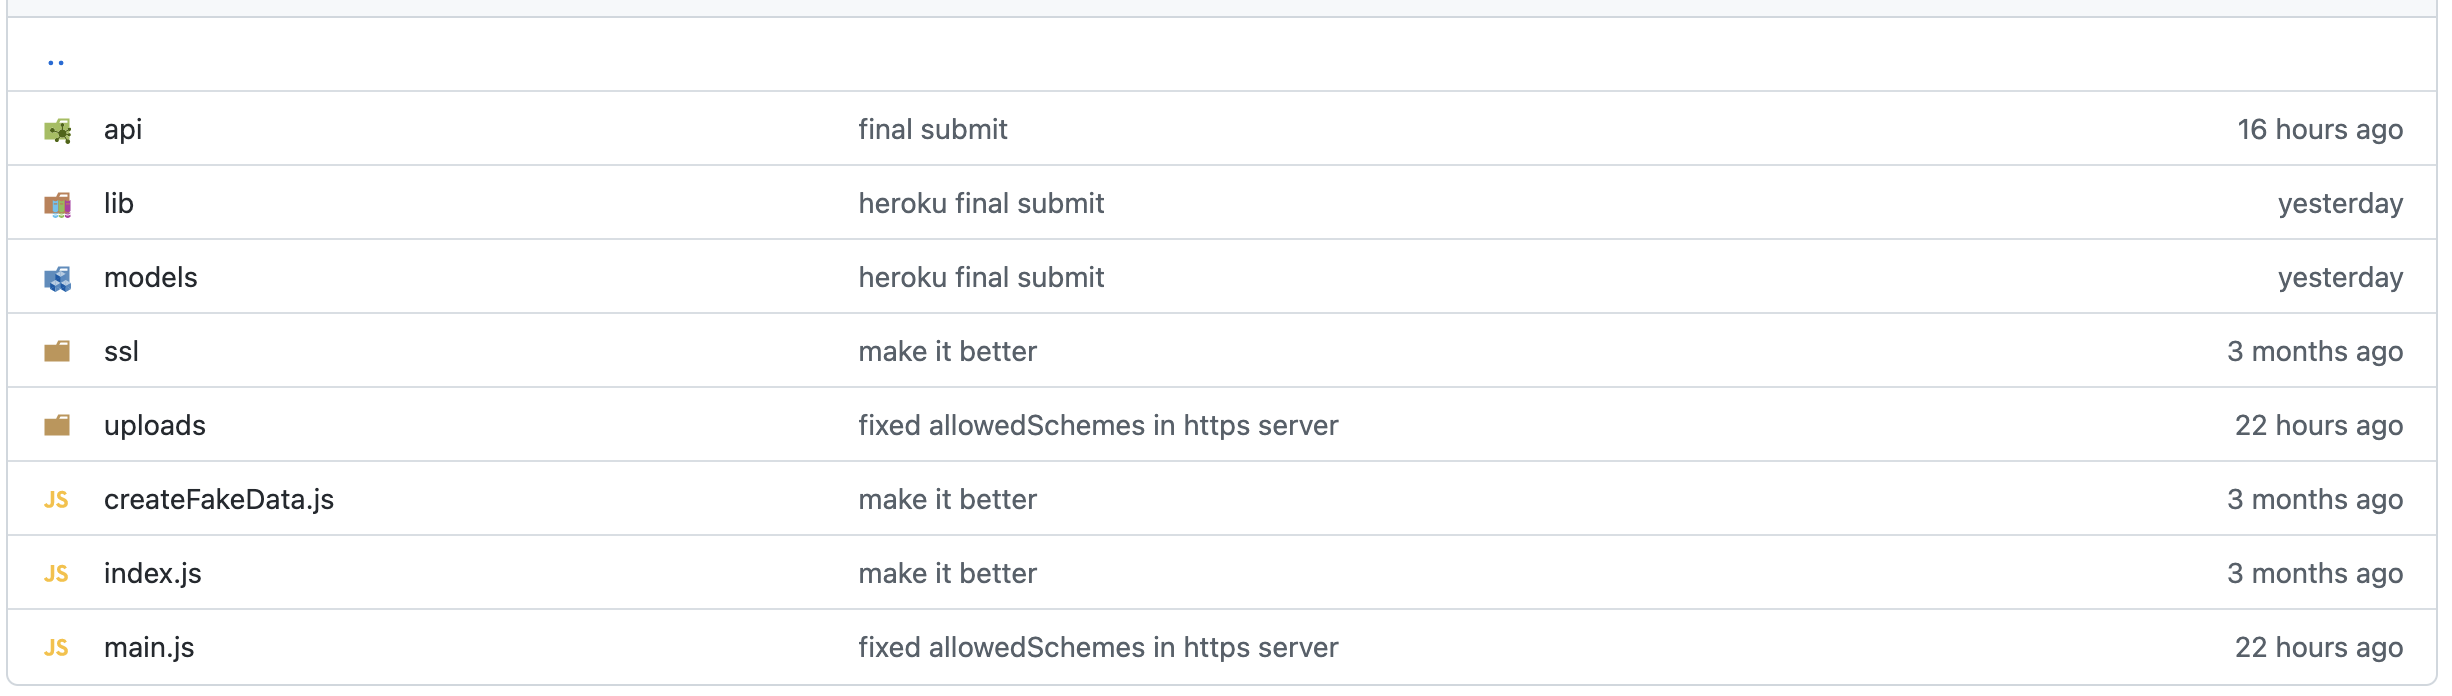 ..
api final submit 16 hours ago
lib heroku final submit yesterday
models heroku final submit yesterday
ssl make it better 3 months ago
uploads fixed allowedSchemes in https server 22 hours ago
JS createFakeData.js make it better 3 months ago
JS index.js make it better 3 months ago
JS main.js fixed allowedSchemes in https server 22 hours ago